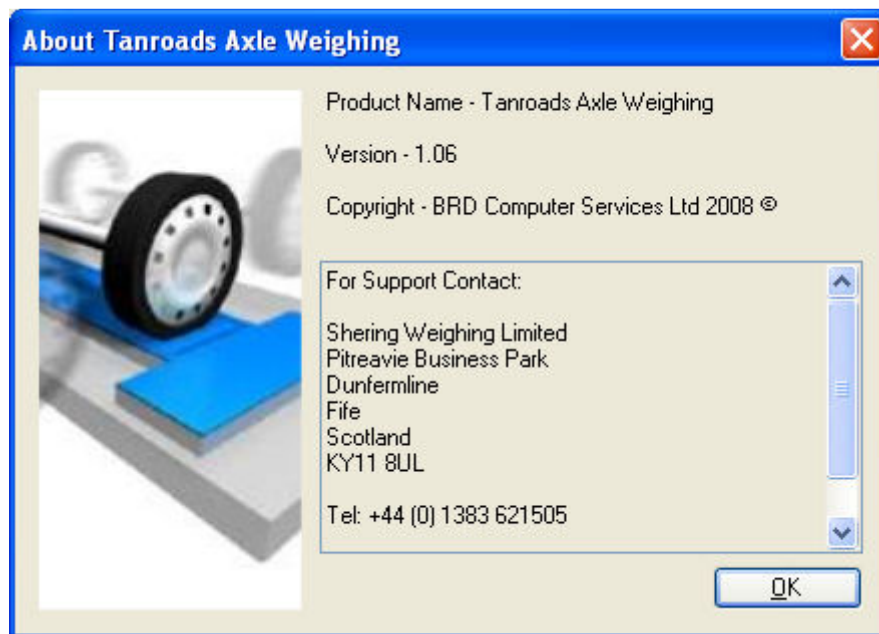 About Tanroads Axle Weighing
Product Name - Tanroads Axle Weighing
Version - 1.06
Copyright - BRD Computer Services Ltd 2008 ©
For Support Contact:
Shering Weighing Limited
Pitreavie Business Park
Dunfermline
Fife
Scotland
KY11 8UL
Tel: +44 (0) 1383 621505
OK